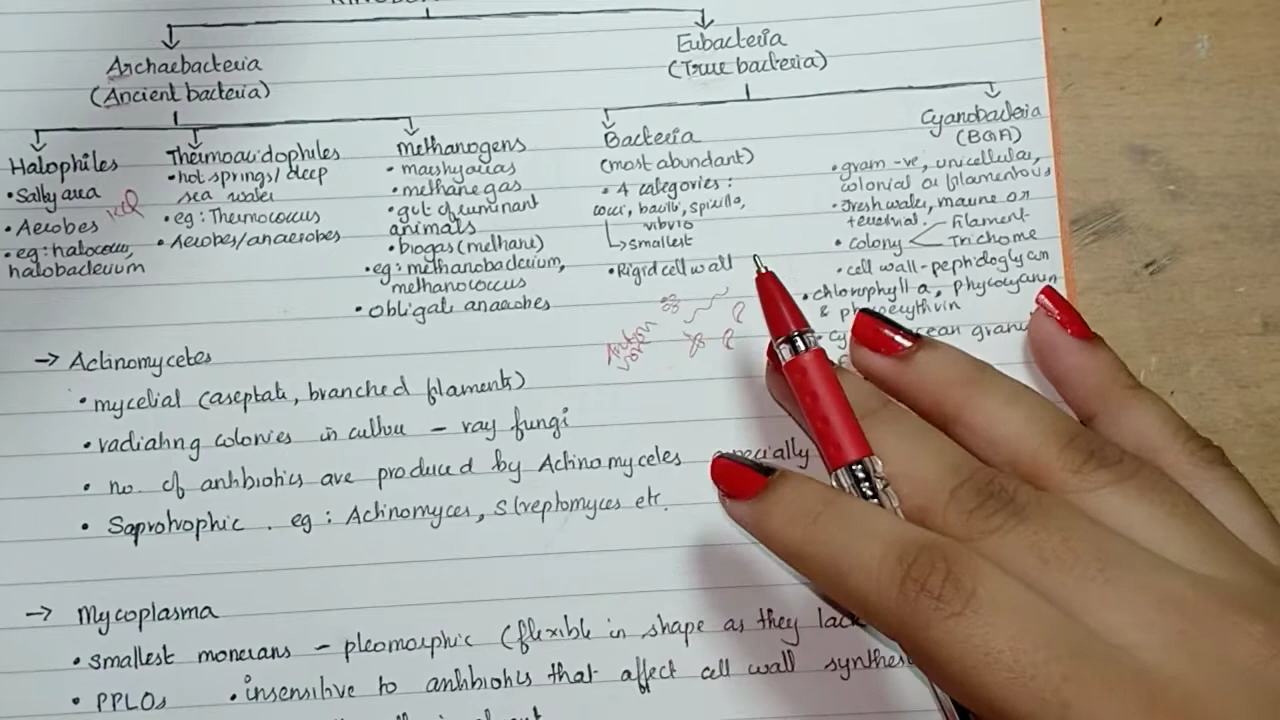 Archaebacteria
(Ancient bacteria)
Eubacteria
(True bacteria)
Halophiles
• Salty area
• Aerobes
• eg: halococcus,
halobacterium
Thermoacidophiles
• hot springs/deep
sea water
• eg: Thermococcus
• Aerobes/anaerobes
methanogens
• marshy areas
• methane gas
• gut of ruminant
animals
• biogas (methane)
• eg: methanobacterium,
methanococcus
• obligate anaerobes
Bacteria
(most abundant)
• 4 categories:
cocci, bacilli, spirilla,
vibrio
smallest
• Rigid cell wall
Cyanobacteria
(BGA)
• gram -ve, unicellular,
colonial or filamentous
• freshwater, marine or
terrestrial.
• colony Filament
Trichome
• cell wall - peptidoglycan
• chlorophyll a, phycocyanin
& phycoerythrin
→ Actinomycetes
• mycelial (aseptate, branched filaments)
• radiating colonies in culture - ray fungi
• no. of antibiotics are produced by Actinomycetes especially
• Saprotrophic. eg: Actinomyces, Streptomyces etc.
→ Mycoplasma
• smallest monerans - pleomorphic (flexible in shape as they lack
• PPLOs • insensitive to antibiotics that affect cell wall